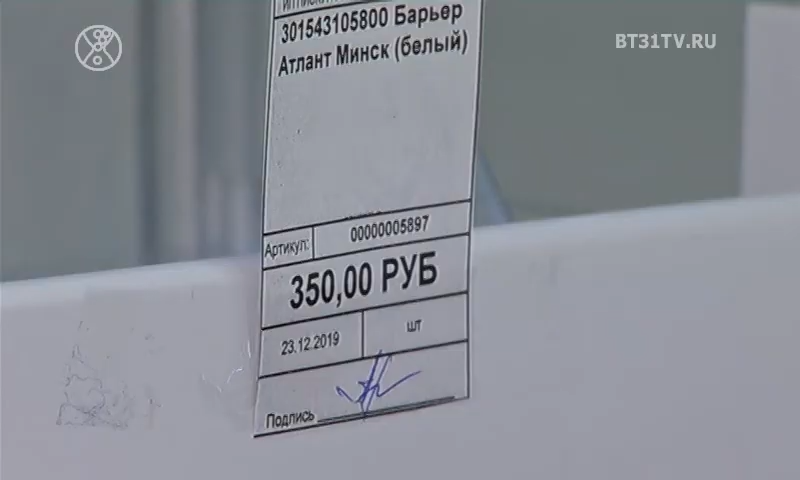 BT31TV.RU
301543105800 Барьер
Атлант Минск (белый)
Артикул: 00000005897
350,00 РУБ
23.12.2019 шт
Подпись